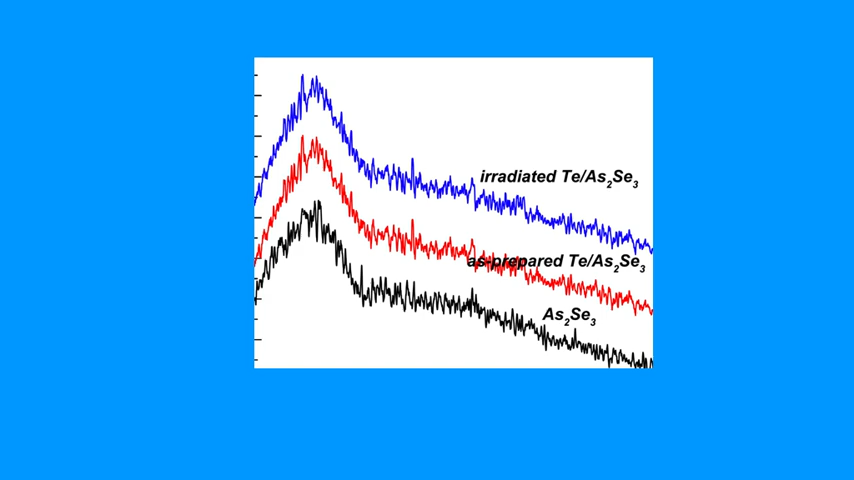 irradiated Te/As₂Se₃
as-prepared Te/As₂Se₃
As₂Se₃